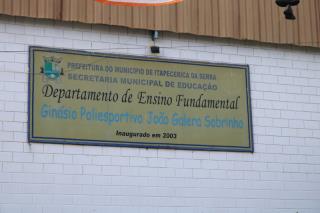 PREFEITURA DO MUNICÍPIO DE ITAPECERICA DA SERRA
SECRETARIA MUNICIPAL DE EDUCAÇÃO
Departamento de Ensino Fundamental
Ginásio Poliesportivo João Galera Sobrinho
Inaugurado em 2003